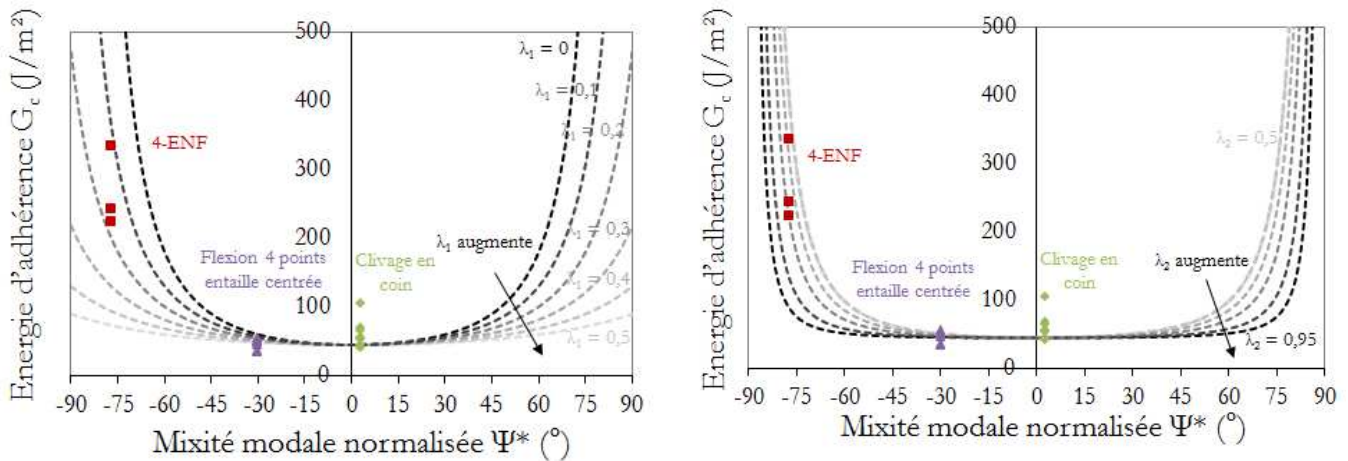 Energie d'adhérence G_c (J/m²)
500
400
300
200
100
0
λ₁ = 0
λ₁ = 0,1
λ₁ = 0,2
λ₁ = 0,3
λ₁ = 0,4
λ₁ = 0,5
4-ENF
Flexion 4 points
entaille centrée
Clivage en
coin
λ₁ augmente
-90 -75 -60 -45 -30 -15 0 15 30 45 60 75 90
Mixité modale normalisée Ψ* (°)
Energie d'adhérence G_c (J/m²)
500
400
300
200
100
0
λ₂ = 0,5
4-ENF
Flexion 4 points
entaille centrée
Clivage en
coin
λ₂ augmente
λ₂ = 0,95
-90 -75 -60 -45 -30 -15 0 15 30 45 60 75 90
Mixité modale normalisée Ψ* (°)